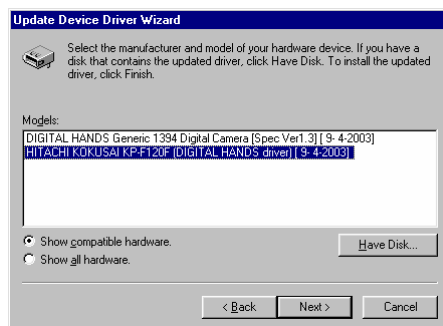 Update Device Driver Wizard
Select the manufacturer and model of your hardware device. If you have a
disk that contains the updated driver, click Have Disk. To install the updated
driver, click Finish.
Models:
DIGITAL HANDS Generic 1394 Digital Camera [Spec Ver1.3] [ 9- 4-2003]
HITACHI KOKUSAI KP-F120F (DIGITAL HANDS driver) [ 9- 4-2003]
Show compatible hardware.
Show all hardware.
Have Disk...
< Back
Next >
Cancel